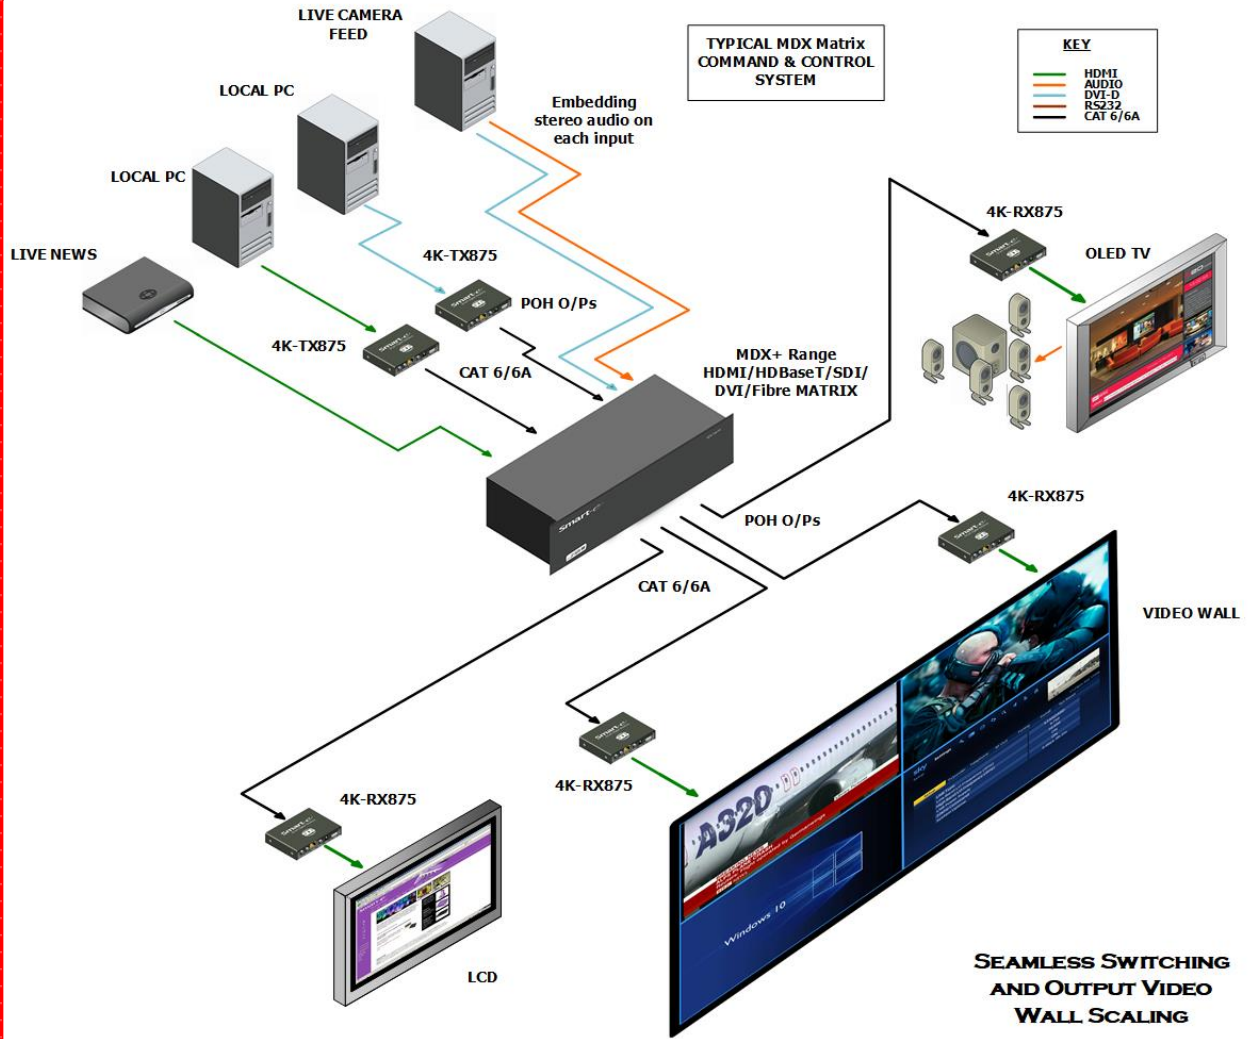 LIVE CAMERA
FEED
TYPICAL MDX Matrix
COMMAND & CONTROL
SYSTEM
KEY
HDMI
AUDIO
DVI-D
RS232
CAT 6/6A
LOCAL PC
Embedding
stereo audio on
each input
LOCAL PC
4K-RX875
LIVE NEWS
4K-TX875
OLED TV
POH O/Ps
4K-TX875
CAT 6/6A
MDX+ Range
HDMI/HDBaseT/SDI/
DVI/Fibre MATRIX
smart-e
4K-RX875
POH O/Ps
CAT 6/6A
VIDEO WALL
4K-RX875
4K-RX875
A320
sky
Windows 10
LCD
SEAMLESS SWITCHING
AND OUTPUT VIDEO
WALL SCALING